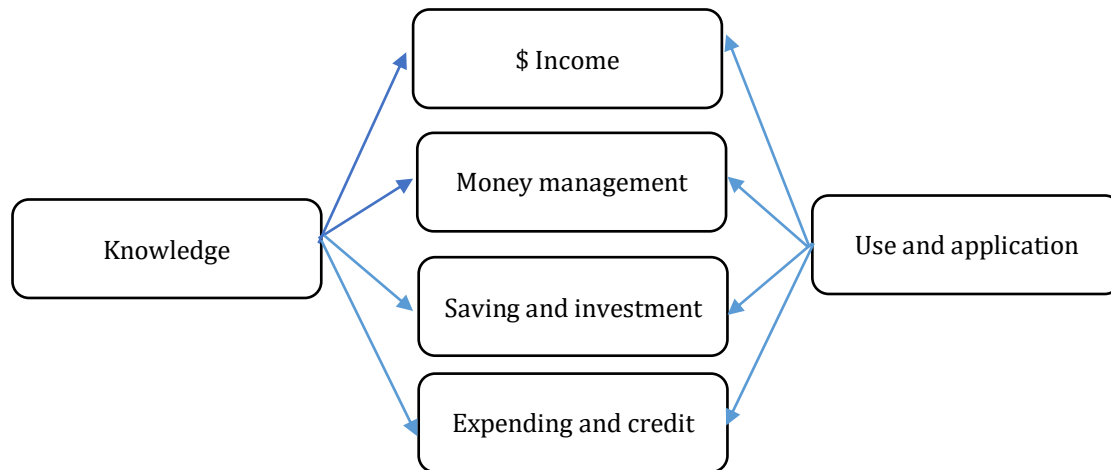 $ Income
Money management
Knowledge
Use and application
Saving and investment
Expending and credit